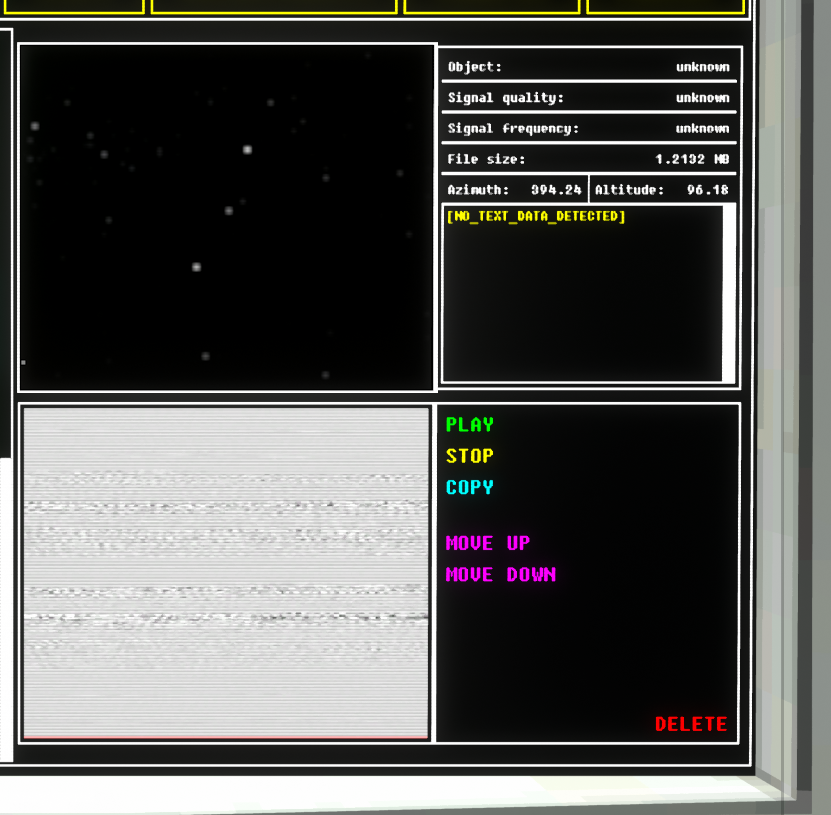 Object: unknown
Signal quality: unknown
Signal frequency: unknown
File size: 1.2132 MB
Azimuth: 394.24 Altitude: 96.18
[NO_TEXT_DATA_DETECTED]
PLAY
STOP
COPY
MOVE UP
MOVE DOWN
DELETE